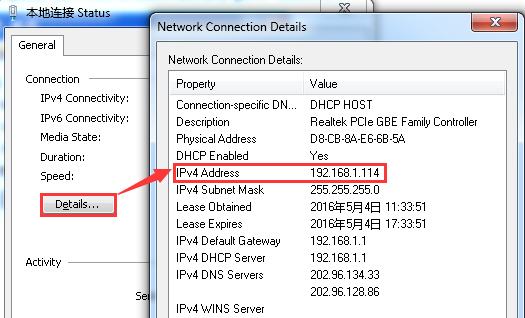 本地连接 Status
General
Connection
IPv4 Connectivity:
IPv6 Connectivity:
Media State:
Duration:
Speed:
Details...
Activity
Network Connection Details
Network Connection Details:
Property Value
Connection-specific DN... DHCP HOST
Description Realtek PCIe GBE Family Controller
Physical Address D8-CB-8A-E6-6B-5A
DHCP Enabled Yes
IPv4 Address 192.168.1.114
IPv4 Subnet Mask 255.255.255.0
Lease Obtained 2016年5月4日 11:33:51
Lease Expires 2016年5月4日 17:33:51
IPv4 Default Gateway 192.168.1.1
IPv4 DHCP Server 192.168.1.1
IPv4 DNS Servers 202.96.134.33
202.96.128.86
IPv4 WINS Server